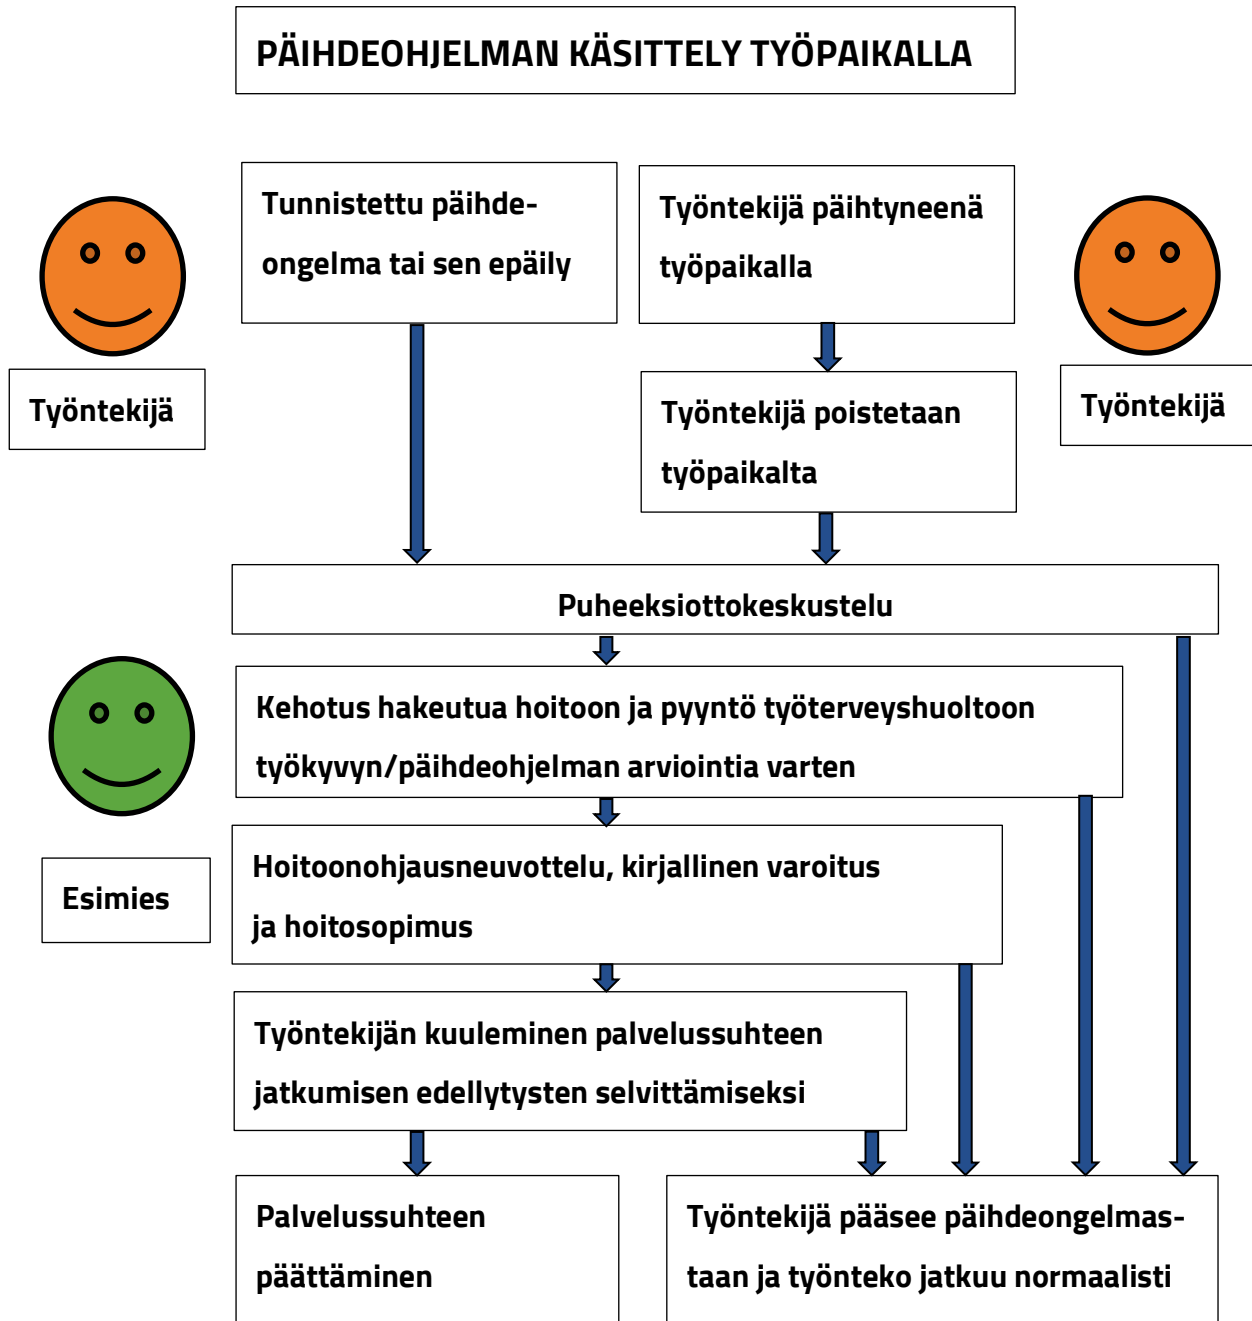 PÄIHDEOHJELMAN KÄSITTELY TYÖPAIKALLA
Tunnistettu päihde-
ongelma tai sen epäily
Työntekijä päihtyneenä
työpaikalla
Työntekijä
Työntekijä poistetaan
työpaikalta
Työntekijä
Puheeksiottokeskustelu
Kehotus hakeutua hoitoon ja pyyntö työterveyshuoltoon
työkyvyn/päihdeohjelman arviointia varten
Hoitoonohjausneuvottelu, kirjallinen varoitus
ja hoitosopimus
Esimies
Työntekijän kuuleminen palvelussuhteen
jatkumisen edellytysten selvittämiseksi
Palvelussuhteen
päättäminen
Työntekijä pääsee päihdeongelmas-
taan ja työnteko jatkuu normaalisti